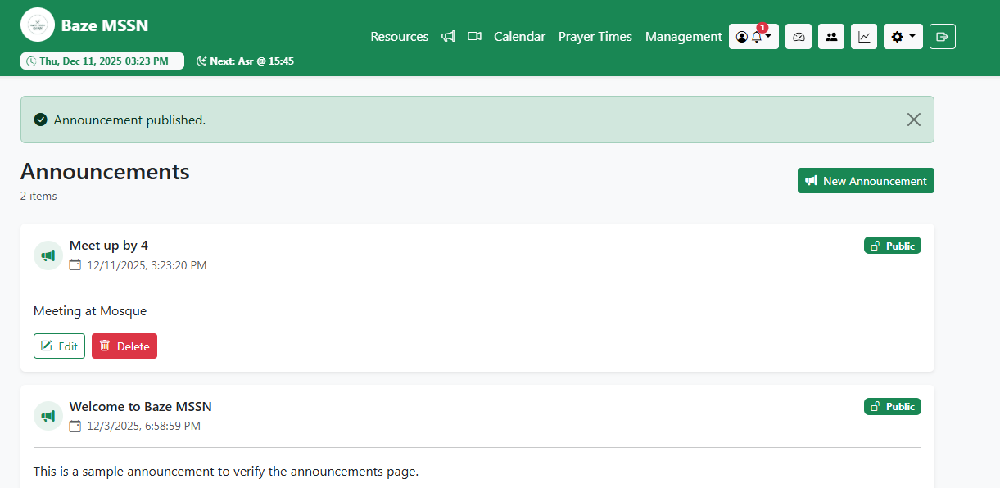 Baze MSSN
Resources Calendar Prayer Times Management 1
Thu, Dec 11, 2025 03:23 PM Next: Asr @ 15:45
Announcement published.
Announcements
2 items
New Announcement
Meet up by 4
Public
12/11/2025, 3:23:20 PM
Meeting at Mosque
Edit Delete
Welcome to Baze MSSN
Public
12/3/2025, 6:58:59 PM
This is a sample announcement to verify the announcements page.